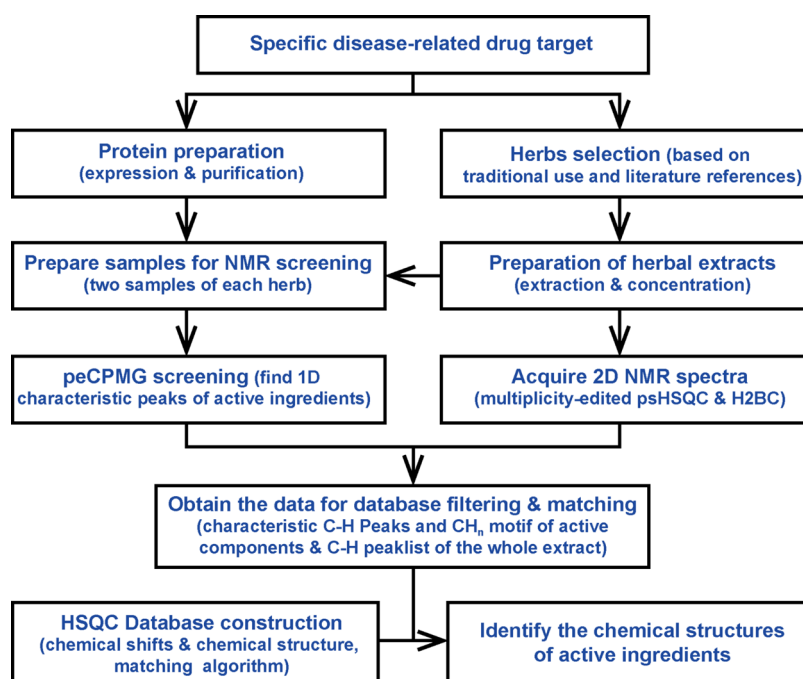 Specific disease-related drug target
Protein preparation
(expression & purification)
Herbs selection (based on
traditional use and literature references)
Prepare samples for NMR screening
(two samples of each herb)
Preparation of herbal extracts
(extraction & concentration)
peCPMG screening (find 1D
characteristic peaks of active ingredients)
Acquire 2D NMR spectra
(multiplicity-edited psHSQC & H2BC)
Obtain the data for database filtering & matching
(characteristic C-H Peaks and CHₙ motif of active
components & C-H peaklist of the whole extract)
HSQC Database construction
(chemical shifts & chemical structure,
matching algorithm)
Identify the chemical structures
of active ingredients